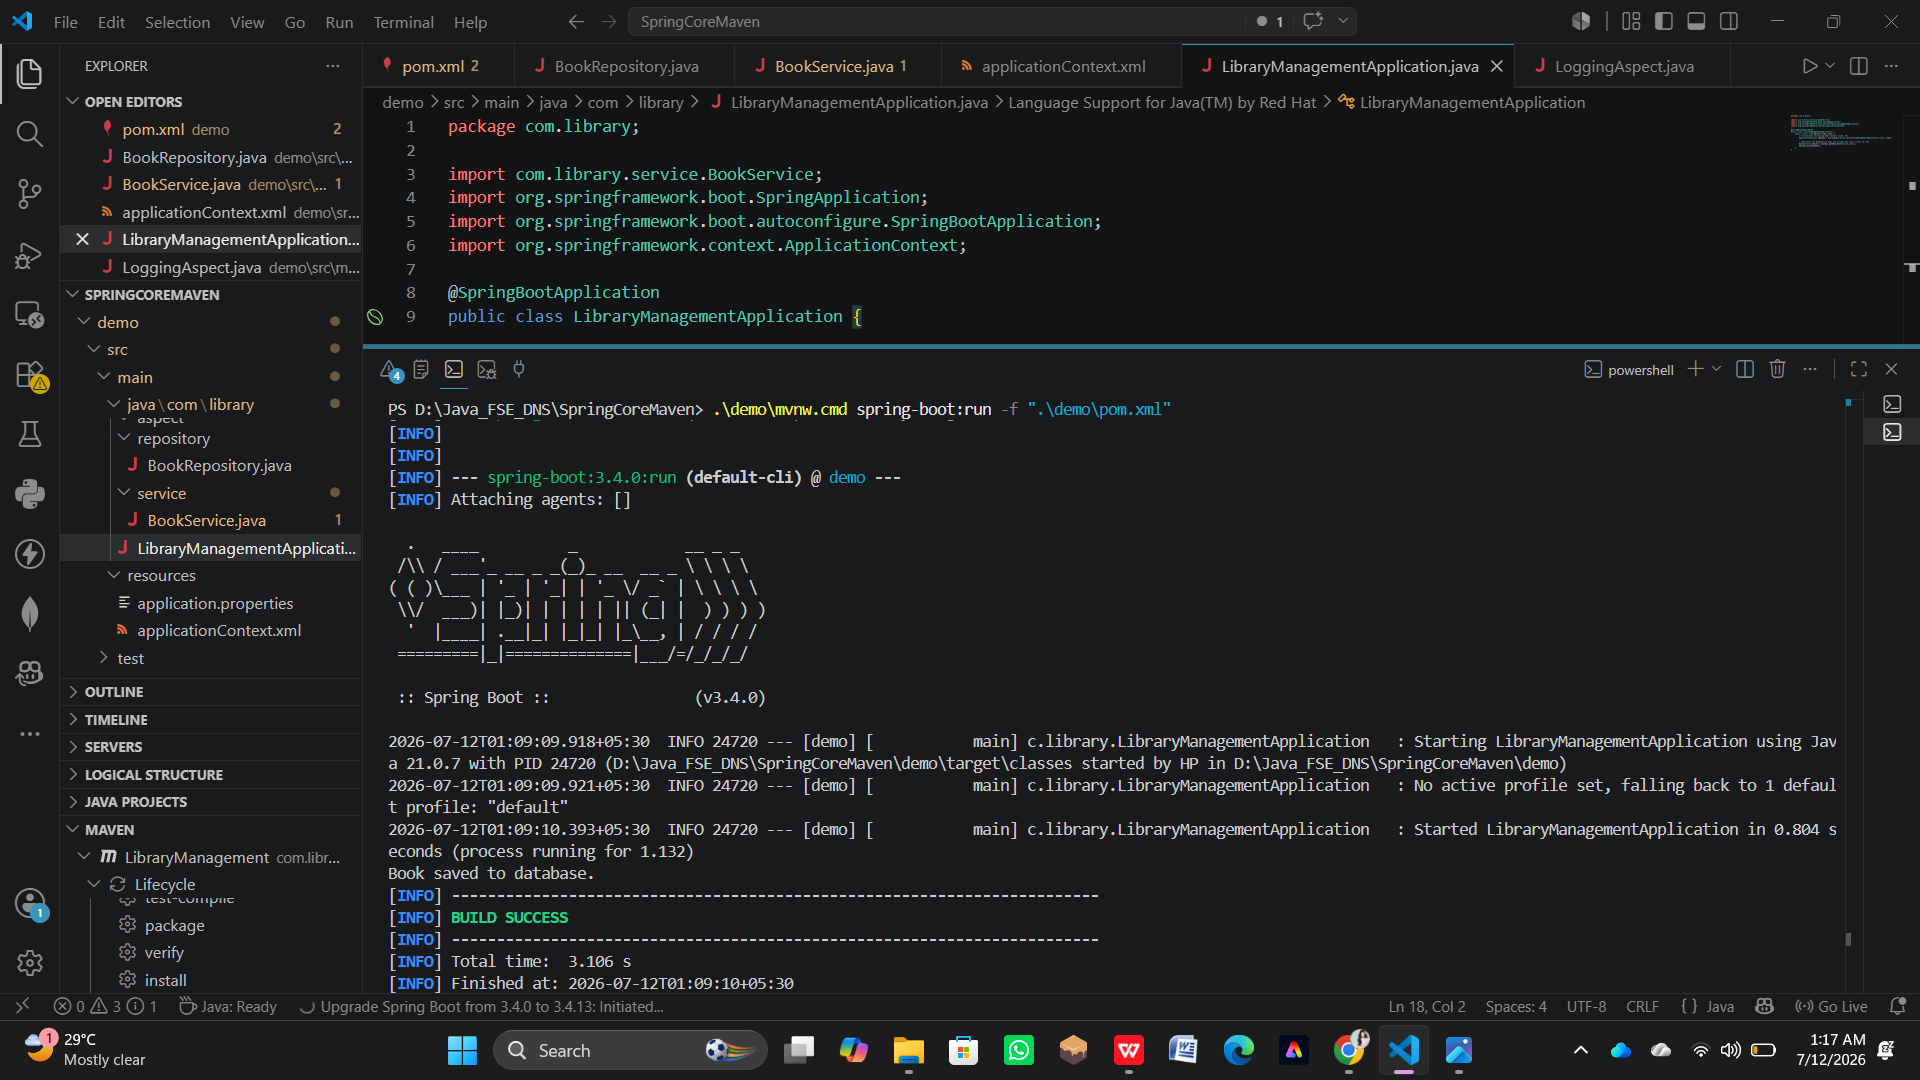 File Edit Selection View Go Run Terminal Help
SpringCoreMaven
1
EXPLORER
pom.xml 2
BookRepository.java
BookService.java 1
applicationContext.xml
LibraryManagementApplication.java
LoggingAspect.java
OPEN EDITORS
pom.xml demo 2
BookRepository.java demo\src\...
BookService.java demo\src\... 1
applicationContext.xml demo\sr...
LibraryManagementApplication...
LoggingAspect.java demo\src\m...
SPRINGCOREMAVEN
demo
src
main
java\com\library
aspect
repository
BookRepository.java
service
BookService.java 1
LibraryManagementApplicati...
resources
application.properties
applicationContext.xml
test
OUTLINE
TIMELINE
SERVERS
LOGICAL STRUCTURE
JAVA PROJECTS
MAVEN
LibraryManagement com.libr...
Lifecycle
test-compile
package
verify
install
demo > src > main > java > com > library > LibraryManagementApplication.java > Language Support for Java(TM) by Red Hat > LibraryManagementApplication
1 package com.library;
2
3 import com.library.service.BookService;
4 import org.springframework.boot.SpringApplication;
5 import org.springframework.boot.autoconfigure.SpringBootApplication;
6 import org.springframework.context.ApplicationContext;
7
8 @SpringBootApplication
9 public class LibraryManagementApplication {
4
powershell
PS D:\Java_FSE_DNS\SpringCoreMaven> .\demo\mvnw.cmd spring-boot:run -f ".\demo\pom.xml"
[INFO]
[INFO]
[INFO] --- spring-boot:3.4.0:run (default-cli) @ demo ---
[INFO] Attaching agents: []
Spring
:: Spring Boot :: (v3.4.0)
2026-07-12T01:09:09.918+05:30 INFO 24720 --- [demo] [ main] c.library.LibraryManagementApplication : Starting LibraryManagementApplication using Jav
a 21.0.7 with PID 24720 (D:\Java_FSE_DNS\SpringCoreMaven\demo\target\classes started by HP in D:\Java_FSE_DNS\SpringCoreMaven\demo)
2026-07-12T01:09:09.921+05:30 INFO 24720 --- [demo] [ main] c.library.LibraryManagementApplication : No active profile set, falling back to 1 defaul
t profile: "default"
2026-07-12T01:09:10.393+05:30 INFO 24720 --- [demo] [ main] c.library.LibraryManagementApplication : Started LibraryManagementApplication in 0.804 s
econds (process running for 1.132)
Book saved to database.
[INFO] ------------------------------------------------------------------------
[INFO] BUILD SUCCESS
[INFO] ------------------------------------------------------------------------
[INFO] Total time: 3.106 s
[INFO] Finished at: 2026-07-12T01:09:10+05:30
1
0 3 1 Java: Ready Upgrade Spring Boot from 3.4.0 to 3.4.13: Initiated...
Ln 18, Col 2 Spaces: 4 UTF-8 CRLF {} Java Go Live
1
29°C
Mostly clear
Search
1:17 AM
7/12/2026